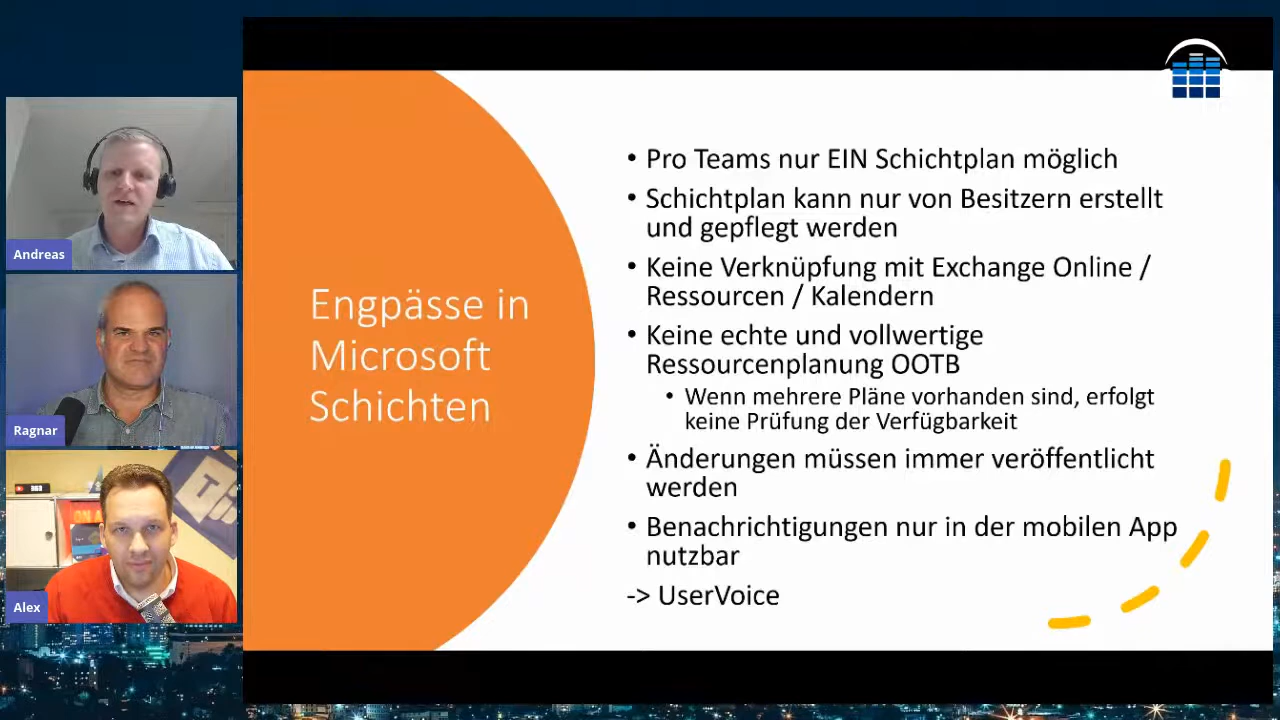 Andreas
Ragnar
Alex
Engpässe in
Microsoft
Schichten
• Pro Teams nur EIN Schichtplan möglich
• Schichtplan kann nur von Besitzern erstellt
und gepflegt werden
• Keine Verknüpfung mit Exchange Online /
Ressourcen / Kalendern
• Keine echte und vollwertige
Ressourcenplanung OOTB
• Wenn mehrere Pläne vorhanden sind, erfolgt
keine Prüfung der Verfügbarkeit
• Änderungen müssen immer veröffentlicht
werden
• Benachrichtigungen nur in der mobilen App
nutzbar
-> UserVoice